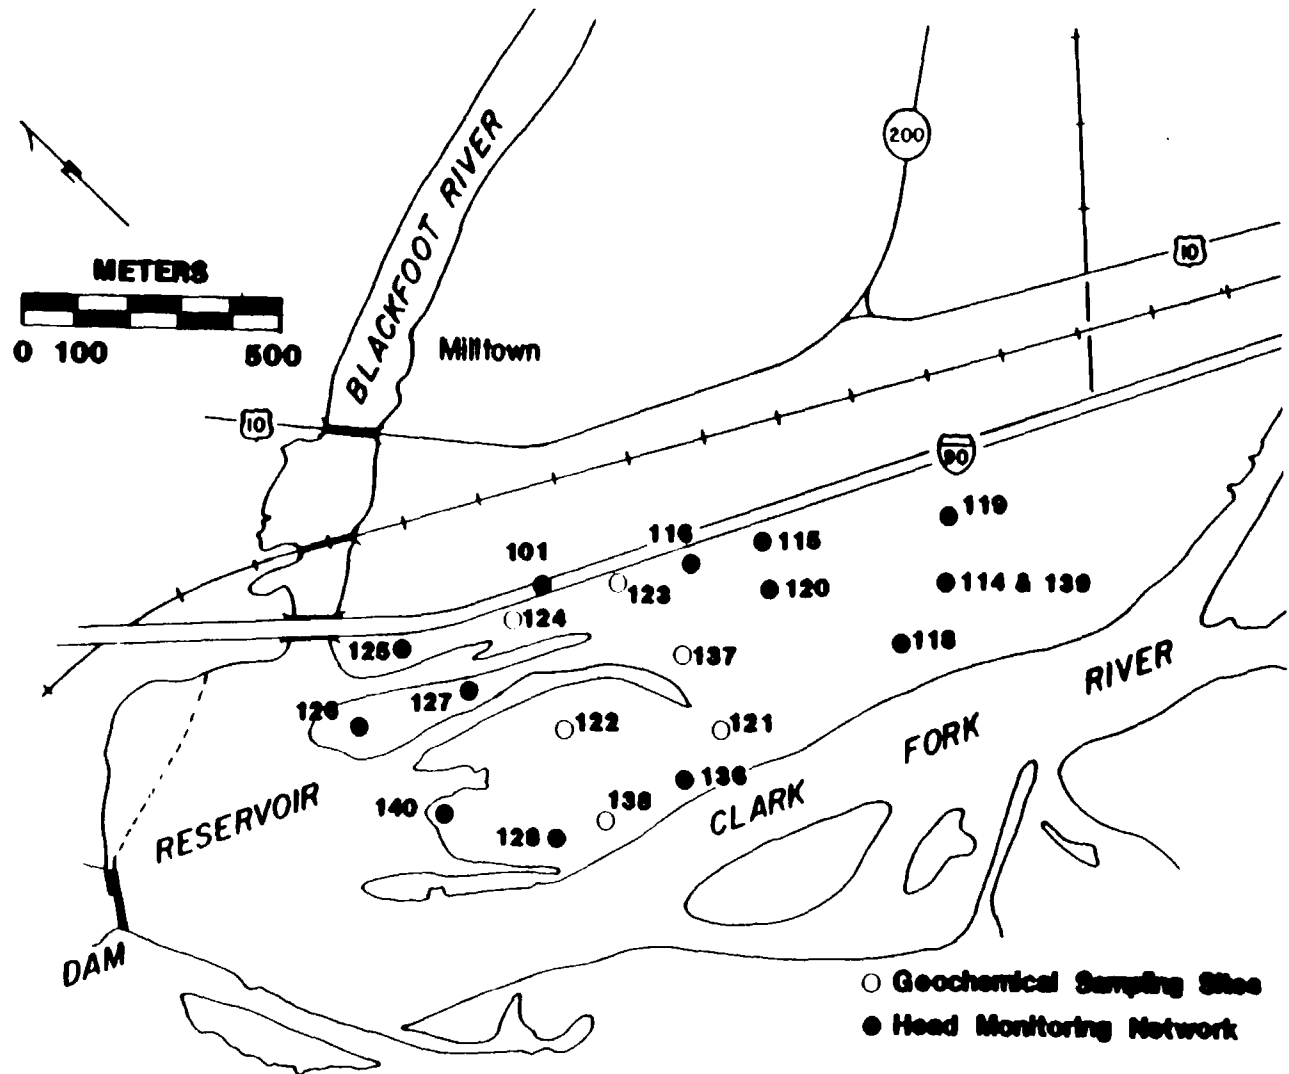 BLACKFOOT RIVER
200
N
10
METERS
0 100 500
Milltown
10
90
119
116
115
101
123
120
114 & 139
124
125
137
118
127
126
122
121
RIVER
FORK
136
CLARK
138
140
128
RESERVOIR
DAM
Geochemical Sampling Sites
Head Monitoring Network